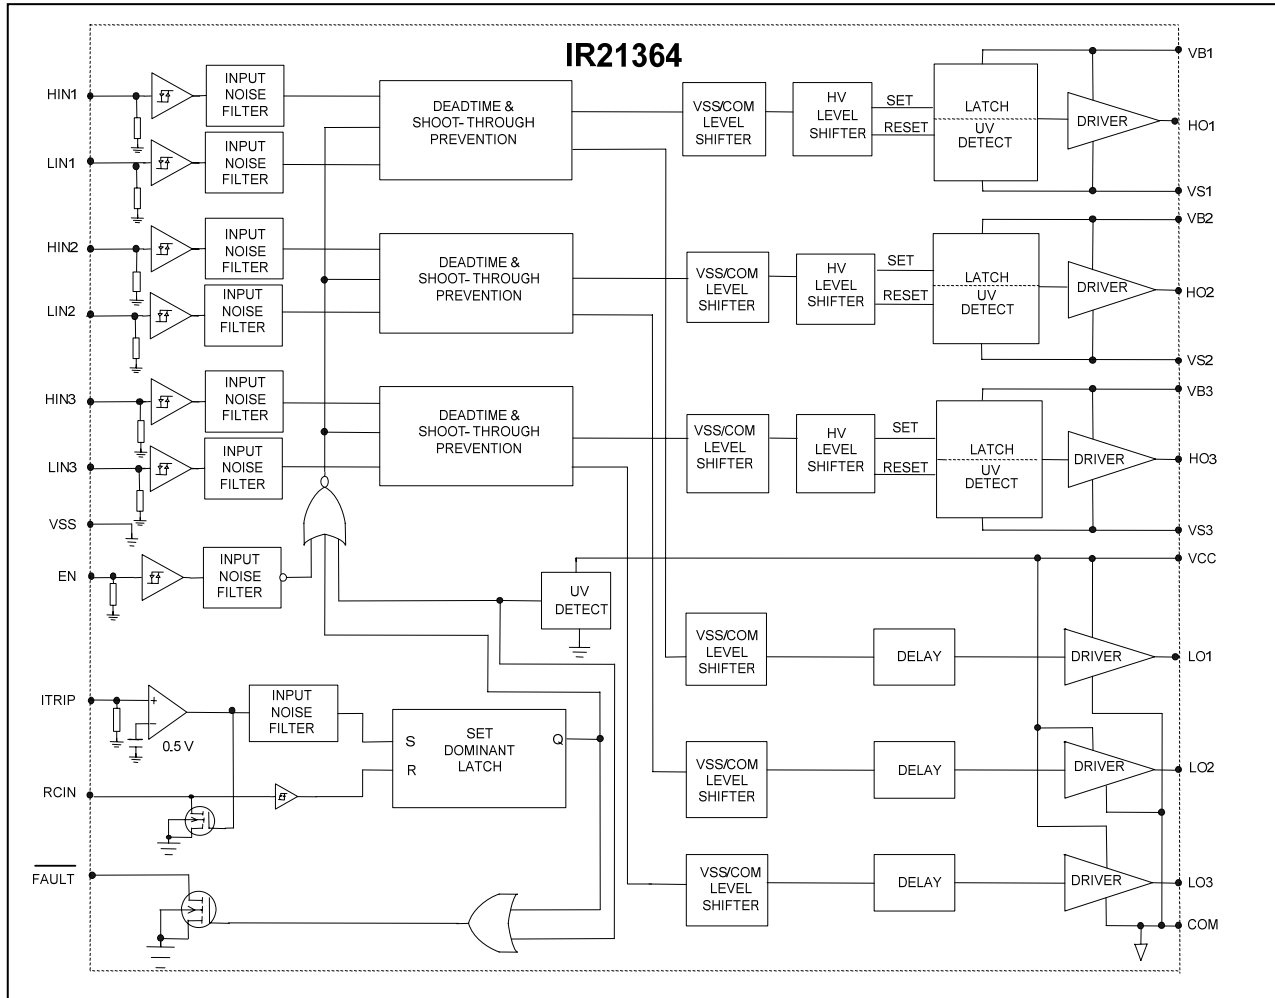 IR21364
HIN1
INPUT
NOISE
FILTER
LIN1
INPUT
NOISE
FILTER
DEADTIME &
SHOOT-THROUGH
PREVENTION
VSS/COM
LEVEL
SHIFTER
HV
LEVEL
SHIFTER
SET
RESET
LATCH
UV
DETECT
DRIVER
VB1
HO1
VS1
HIN2
INPUT
NOISE
FILTER
LIN2
INPUT
NOISE
FILTER
DEADTIME &
SHOOT-THROUGH
PREVENTION
VSS/COM
LEVEL
SHIFTER
HV
LEVEL
SHIFTER
SET
RESET
LATCH
UV
DETECT
DRIVER
VB2
HO2
VS2
HIN3
INPUT
NOISE
FILTER
LIN3
INPUT
NOISE
FILTER
DEADTIME &
SHOOT-THROUGH
PREVENTION
VSS/COM
LEVEL
SHIFTER
HV
LEVEL
SHIFTER
SET
RESET
LATCH
UV
DETECT
DRIVER
VB3
HO3
VS3
VSS
EN
INPUT
NOISE
FILTER
UV
DETECT
VCC
VSS/COM
LEVEL
SHIFTER
DELAY
DRIVER
LO1
ITRIP
+
−
0.5 V
INPUT
NOISE
FILTER
S
R
SET
DOMINANT
LATCH
Q
RCIN
VSS/COM
LEVEL
SHIFTER
DELAY
DRIVER
LO2
FAULT
VSS/COM
LEVEL
SHIFTER
DELAY
DRIVER
LO3
COM